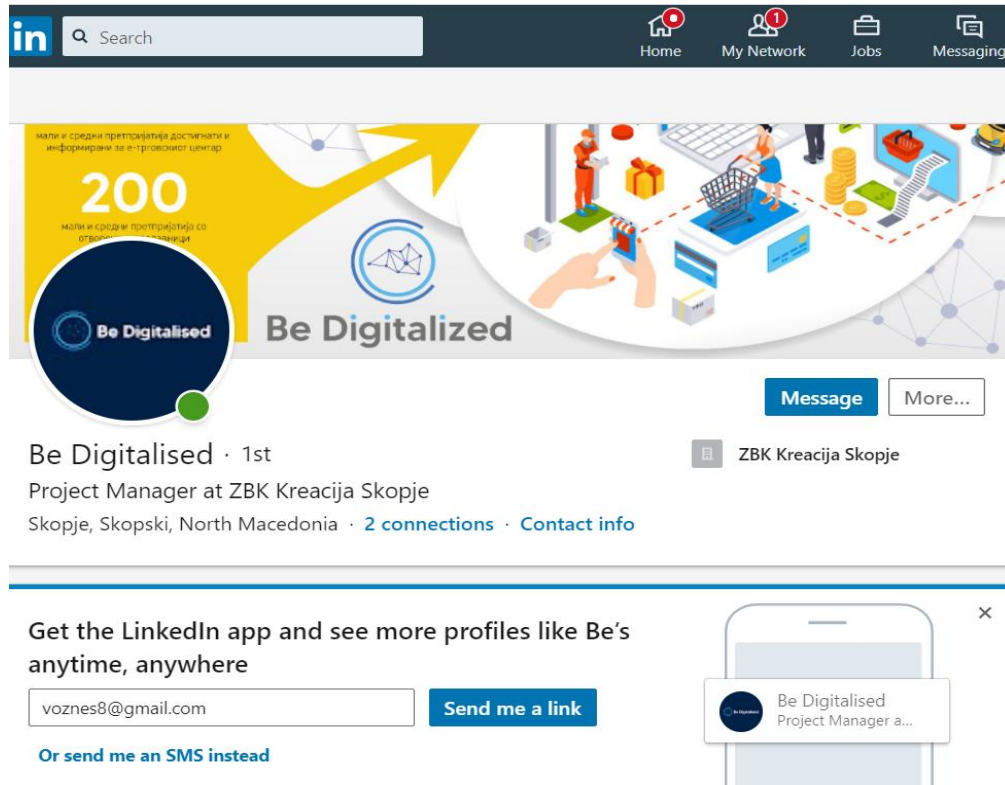 in
Search
Home
1
My Network
Jobs
Messaging
мали и средни претпријатија достигнати и
информирани за е-трговскиот центар
200
мали и средни претпријатија со
Be Digitalized
Be Digitalised
Message
More...
Be Digitalised · 1st
ZBK Kreacija Skopje
Project Manager at ZBK Kreacija Skopje
Skopje, Skopski, North Macedonia · 2 connections · Contact info
Get the LinkedIn app and see more profiles like Be’s
anytime, anywhere
voznes8@gmail.com
Send me a link
Or send me an SMS instead
Be Digitalised
Project Manager a...